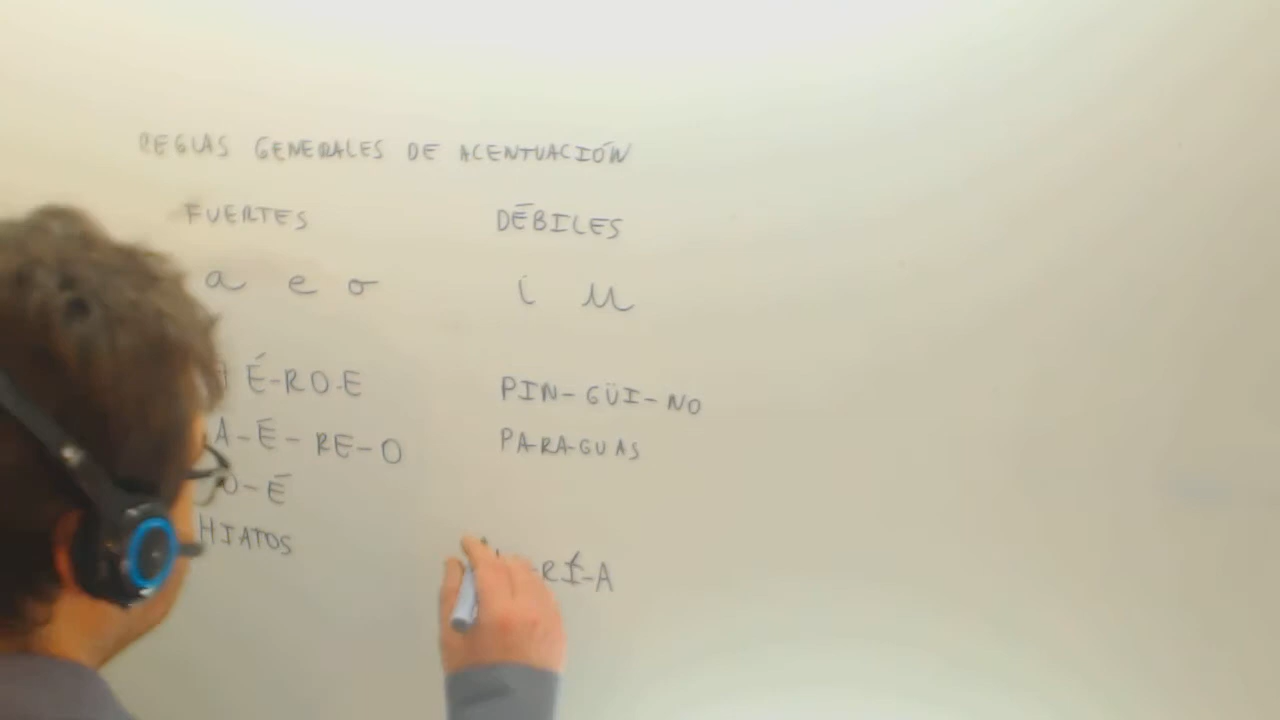 REGLAS GENERALES DE ACENTUACIÓN
FUERTES DÉBILES
a e o i u
É-RO-E PIN-GÜI-NO
A-É-RE-O PA-RA-GUAS
O-É
HIATOS
-RÍ-A